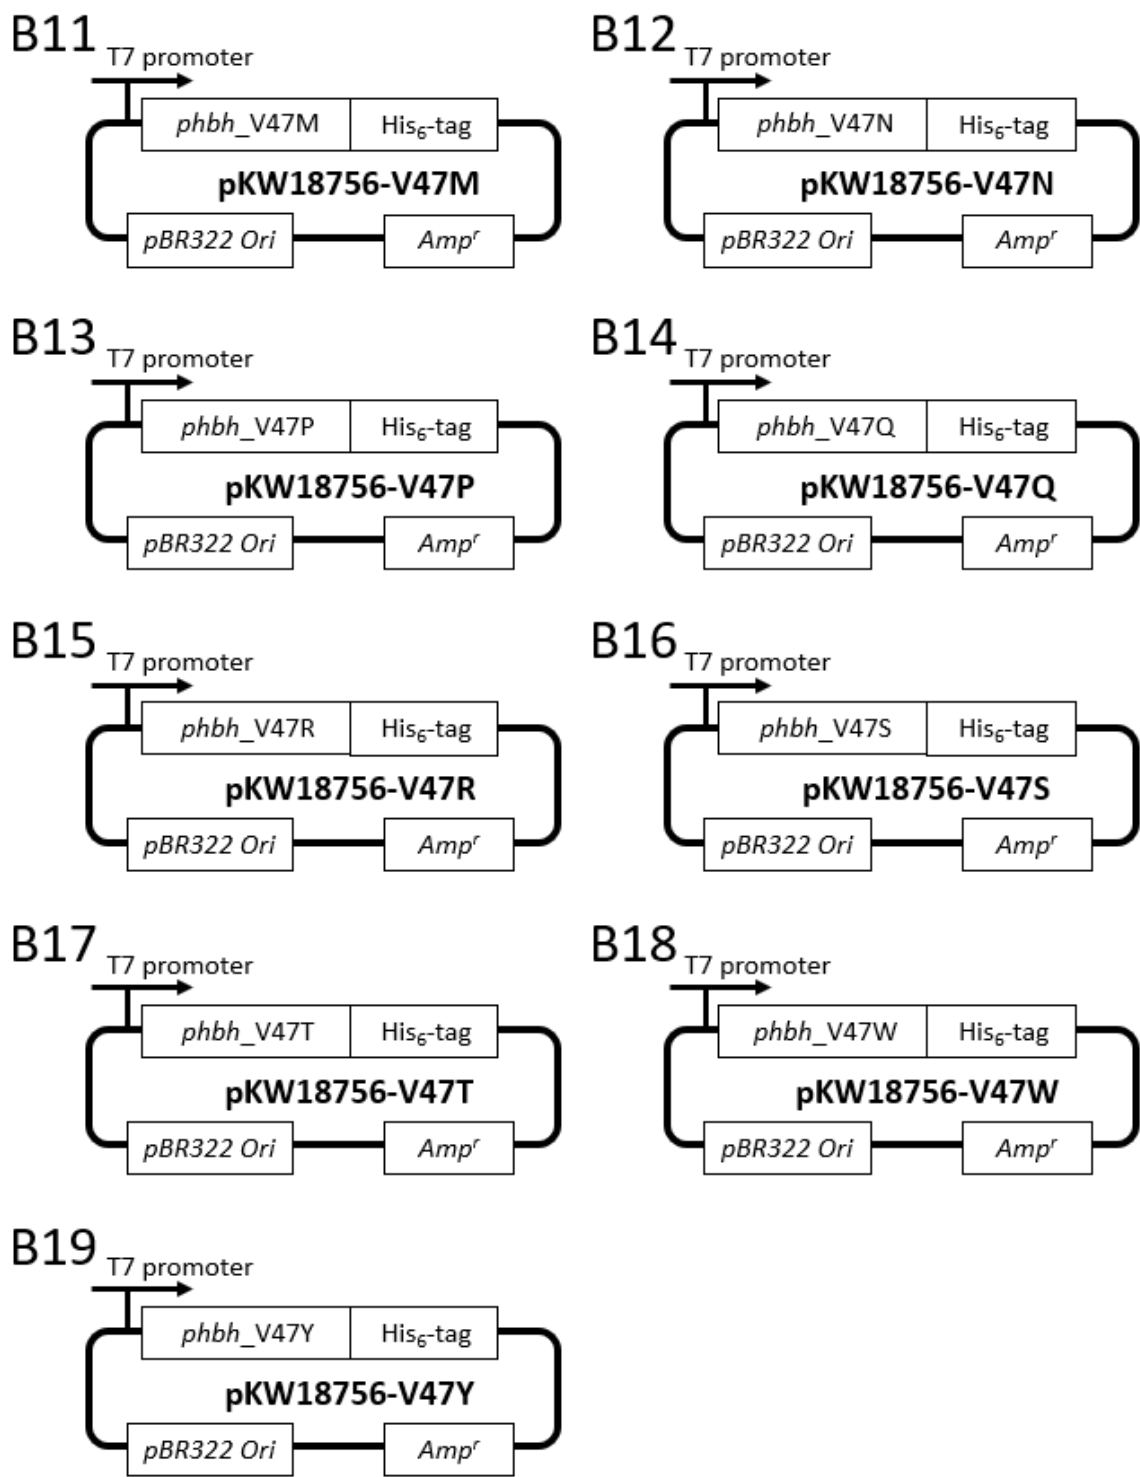 B11
T7 promoter
phbh_V47M His₆-tag
pKW18756-V47M
pBR322 Ori Ampʳ
B12
T7 promoter
phbh_V47N His₆-tag
pKW18756-V47N
pBR322 Ori Ampʳ
B13
T7 promoter
phbh_V47P His₆-tag
pKW18756-V47P
pBR322 Ori Ampʳ
B14
T7 promoter
phbh_V47Q His₆-tag
pKW18756-V47Q
pBR322 Ori Ampʳ
B15
T7 promoter
phbh_V47R His₆-tag
pKW18756-V47R
pBR322 Ori Ampʳ
B16
T7 promoter
phbh_V47S His₆-tag
pKW18756-V47S
pBR322 Ori Ampʳ
B17
T7 promoter
phbh_V47T His₆-tag
pKW18756-V47T
pBR322 Ori Ampʳ
B18
T7 promoter
phbh_V47W His₆-tag
pKW18756-V47W
pBR322 Ori Ampʳ
B19
T7 promoter
phbh_V47Y His₆-tag
pKW18756-V47Y
pBR322 Ori Ampʳ